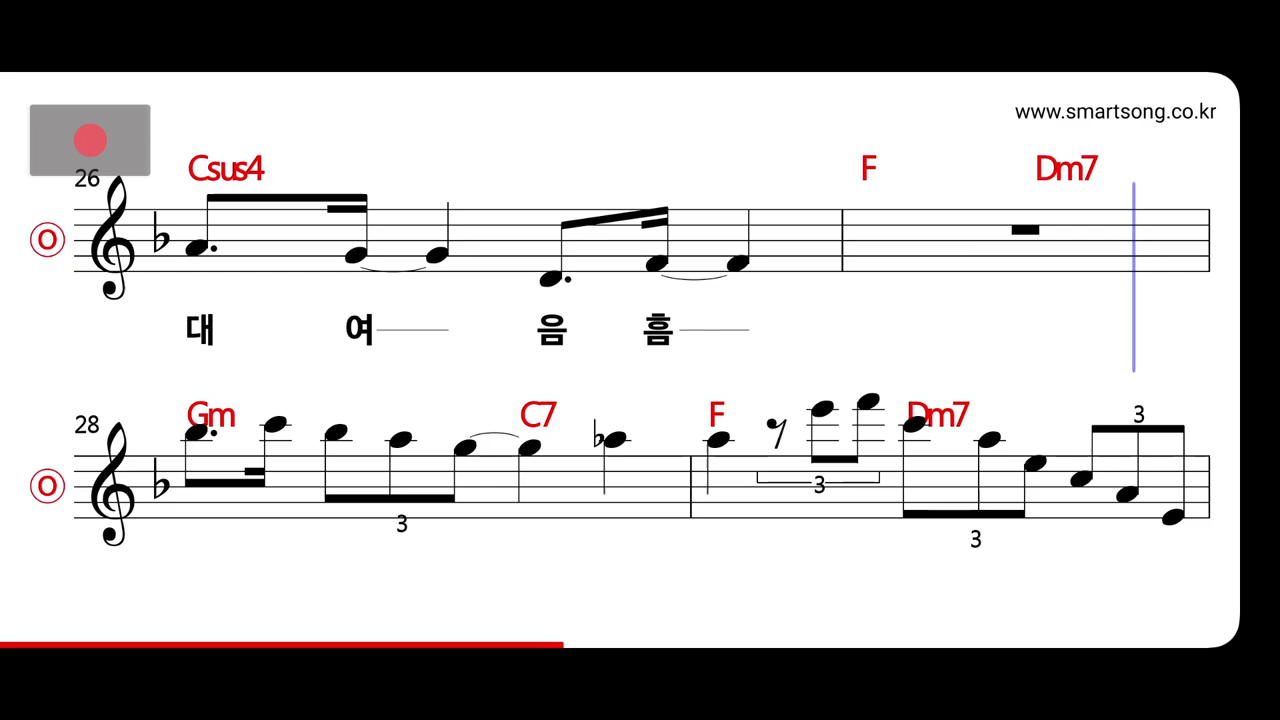 www.smartsong.co.kr
26 Csus4 F Dm7
O
대 여 음 흠
28 Gm C7 F Dm7 3
O
3 3 3